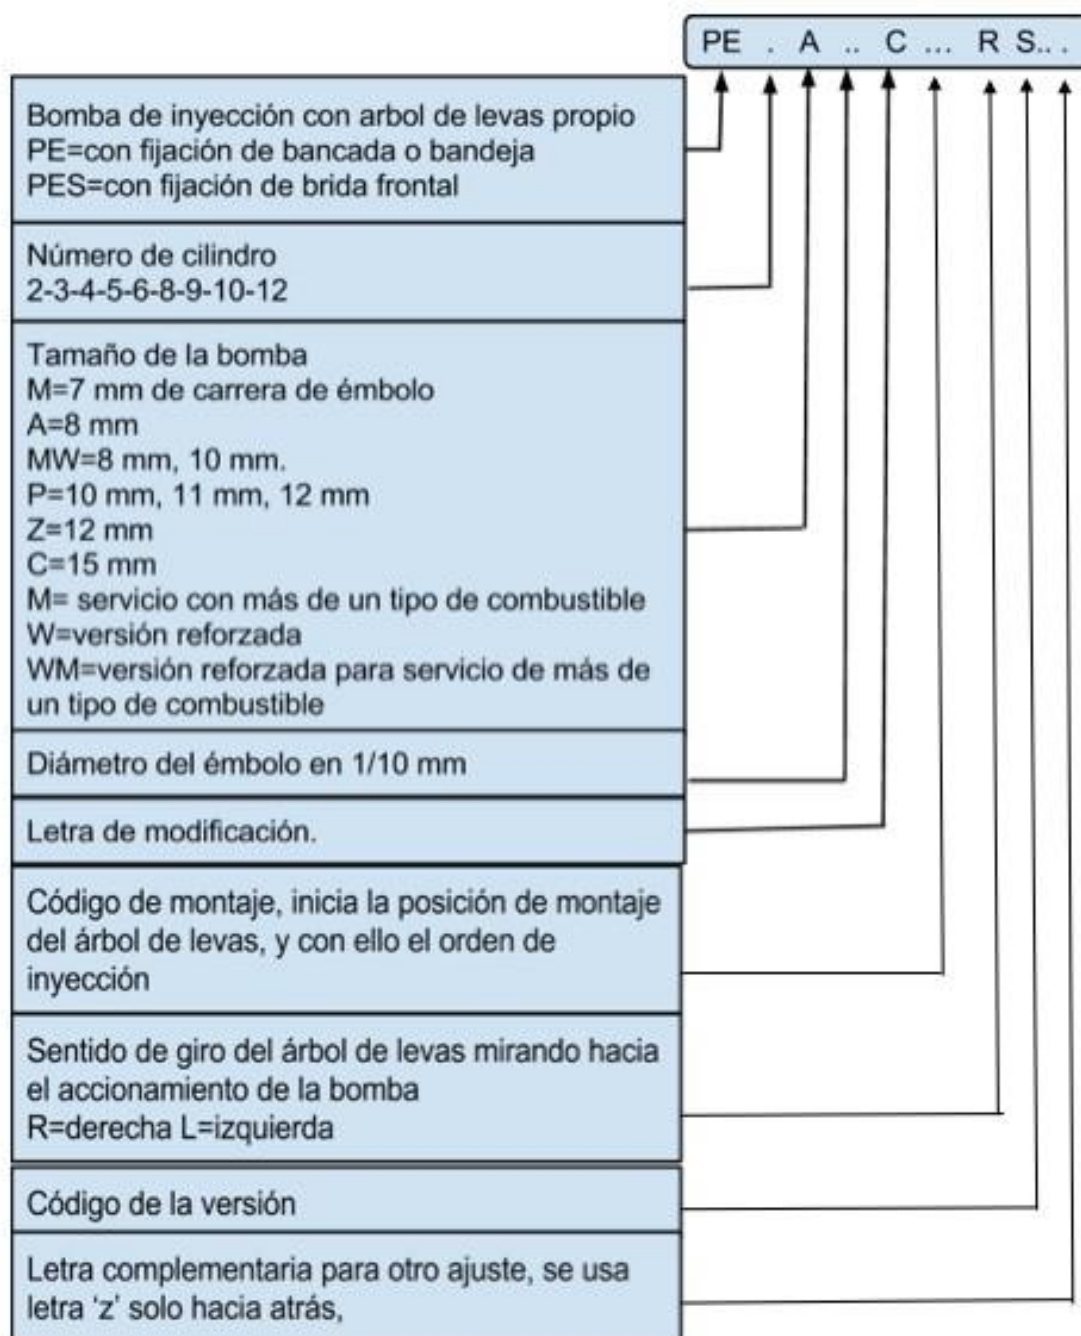 PE . A .. C ... R S.. .
Bomba de inyección con arbol de levas propio
PE=con fijación de bancada o bandeja
PES=con fijación de brida frontal
Número de cilindro
2-3-4-5-6-8-9-10-12
Tamaño de la bomba
M=7 mm de carrera de émbolo
A=8 mm
MW=8 mm, 10 mm.
P=10 mm, 11 mm, 12 mm
Z=12 mm
C=15 mm
M= servicio con más de un tipo de combustible
W=versión reforzada
WM=versión reforzada para servicio de más de
un tipo de combustible
Diámetro del émbolo en 1/10 mm
Letra de modificación.
Código de montaje, inicia la posición de montaje
del árbol de levas, y con ello el orden de
inyección
Sentido de giro del árbol de levas mirando hacia
el accionamiento de la bomba
R=derecha L=izquierda
Código de la versión
Letra complementaria para otro ajuste, se usa
letra ‘z’ solo hacia atrás,